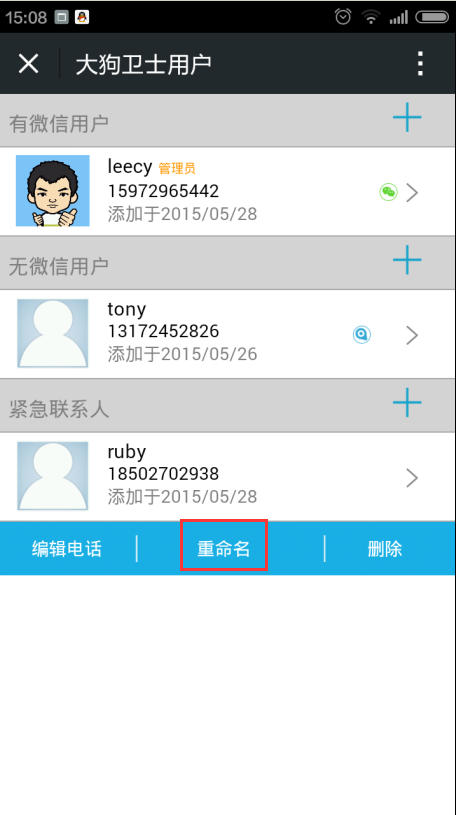 15:08
大狗卫士用户
有微信用户
leecy 管理员
15972965442
添加于2015/05/28
无微信用户
tony
13172452826
添加于2015/05/26
紧急联系人
ruby
18502702938
添加于2015/05/28
编辑电话 重命名 删除